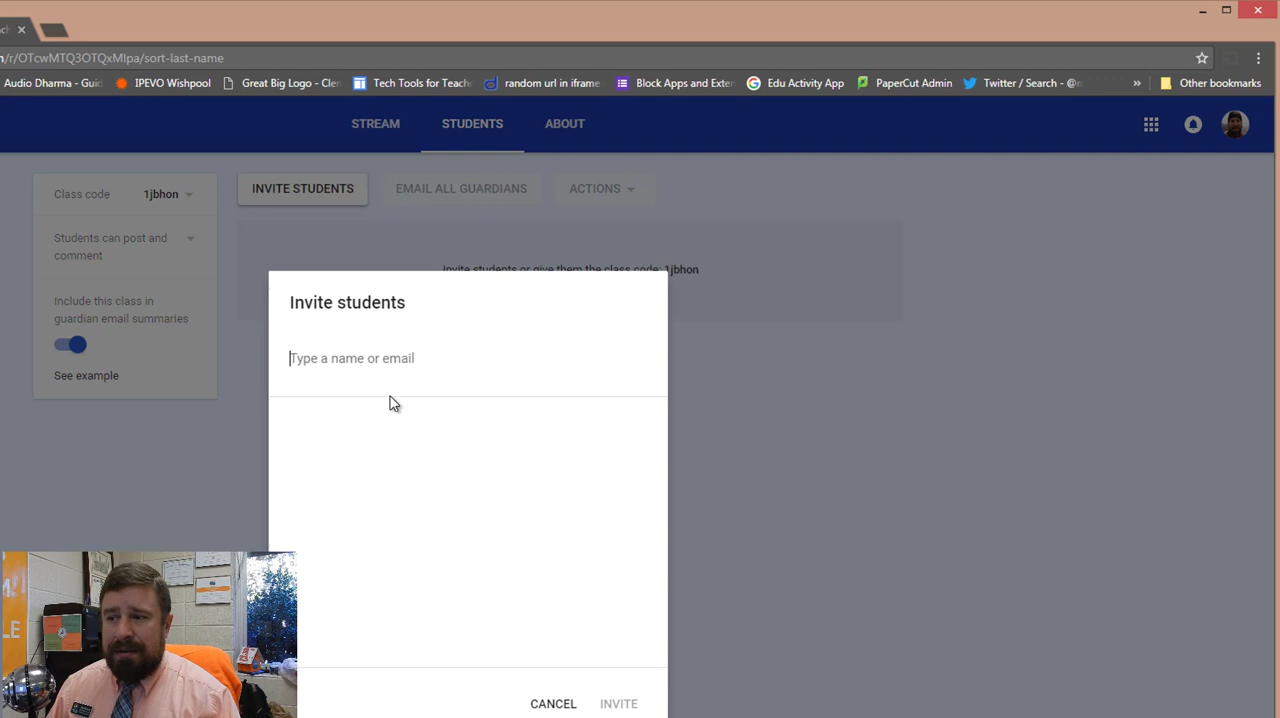 /r/OTcwMTQ3OTQxMlpa/sort-last-name
Audio Dharma - Guid
IPEVO Wishpool
Great Big Logo - Clem
Tech Tools for Teache
random url in iframe
Block Apps and Exten
Edu Activity App
PaperCut Admin
Twitter / Search - @
»
Other bookmarks
STREAM
STUDENTS
ABOUT
Class code 1jbhon
INVITE STUDENTS
EMAIL ALL GUARDIANS
ACTIONS
Students can post and
comment
Include this class in
guardian email summaries
See example
Invite students or give them the class code: 1jbhon
Invite students
Type a name or email
CANCEL
INVITE